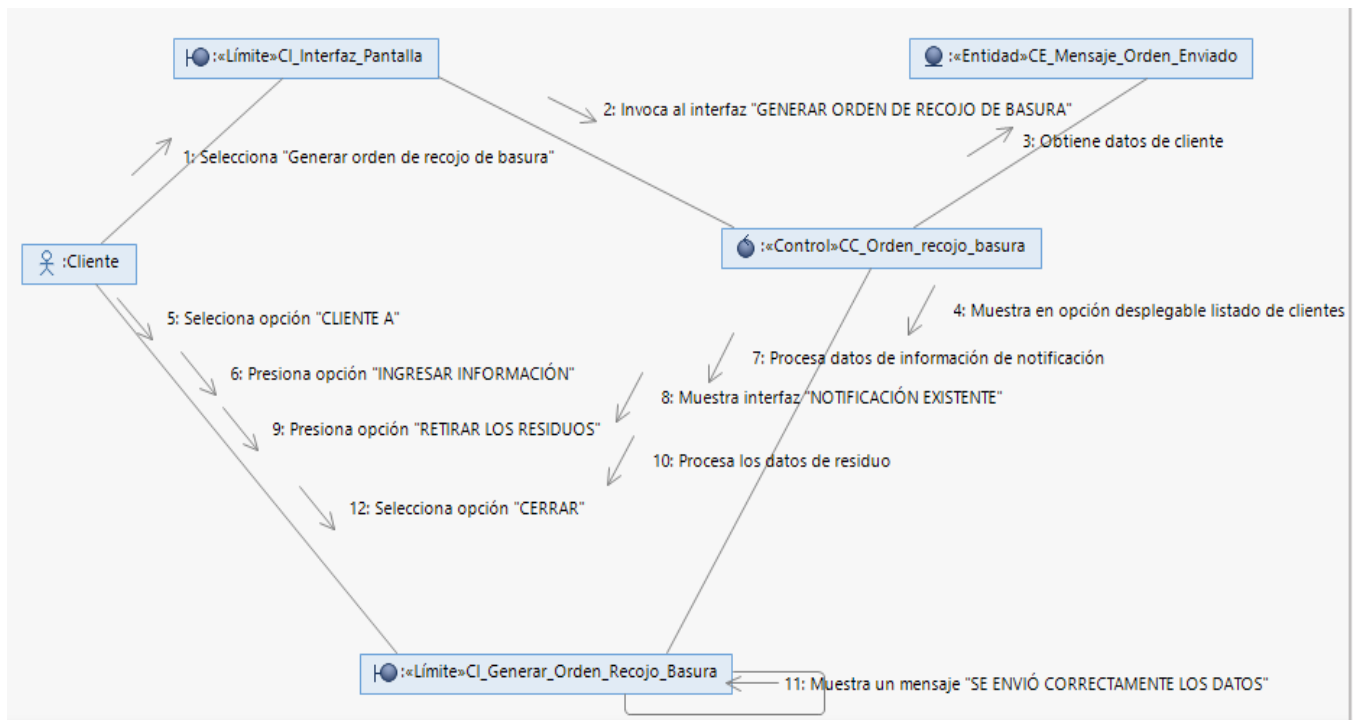 :«Límite»CI_Interfaz_Pantalla
:«Entidad»CE_Mensaje_Orden_Enviado
2: Invoca al interfaz "GENERAR ORDEN DE RECOJO DE BASURA"
3: Obtiene datos de cliente
1: Selecciona "Generar orden de recojo de basura"
:«Control»CC_Orden_recojo_basura
:Cliente
4: Muestra en opción desplegable listado de clientes
5: Seleciona opción "CLIENTE A"
7: Procesa datos de información de notificación
6: Presiona opción "INGRESAR INFORMACIÓN"
8: Muestra interfaz "NOTIFICACIÓN EXISTENTE"
9: Presiona opción "RETIRAR LOS RESIDUOS"
10: Procesa los datos de residuo
12: Selecciona opción "CERRAR"
:«Límite»CI_Generar_Orden_Recojo_Basura
11: Muestra un mensaje "SE ENVIÓ CORRECTAMENTE LOS DATOS"